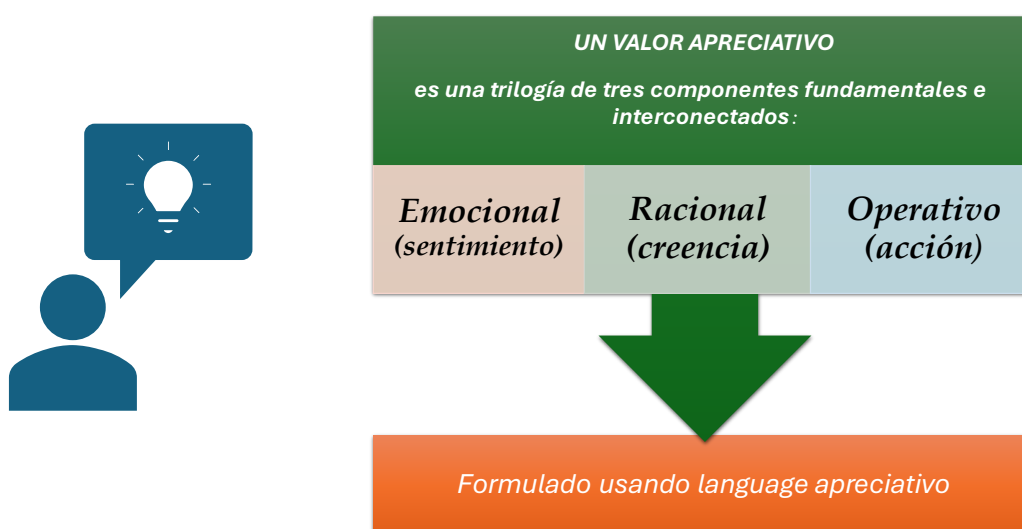 UN VALOR APRECIATIVO
es una trilogía de tres componentes fundamentales e
interconectados:
Emocional
(sentimiento)
Racional
(creencia)
Operativo
(acción)
Formulado usando language apreciativo